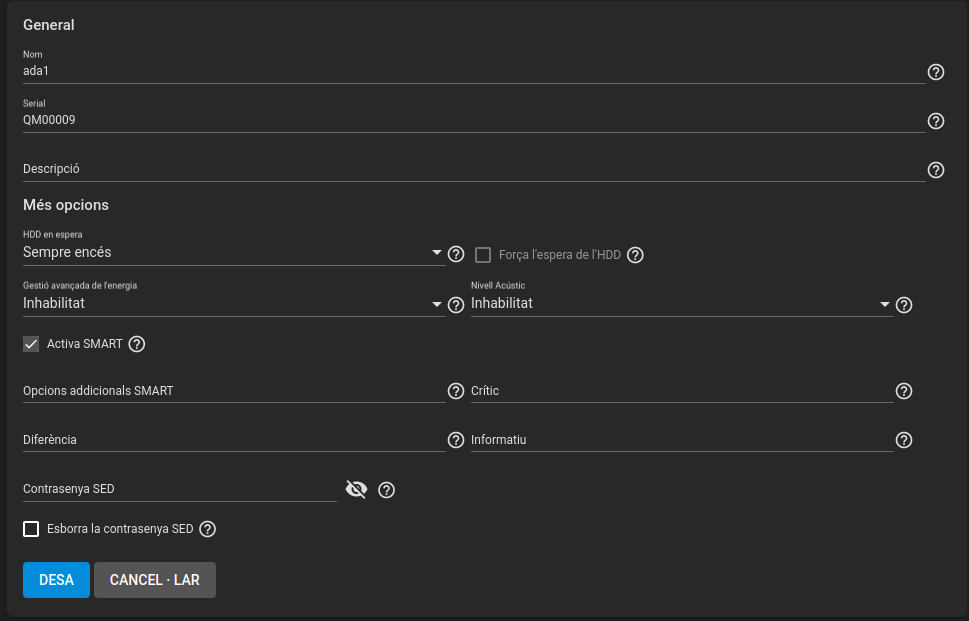 General
Nom
ada1
Serial
QM00009
Descripció
Més opcions
HDD en espera
Sempre encés
Força l'espera de l'HDD
Gestió avançada de l'energia
Inhabilitat
Nivell Acústic
Inhabilitat
Activa SMART
Opcions addicionals SMART
Crític
Diferència
Informatiu
Contrasenya SED
Esborra la contrasenya SED
DESA
CANCEL · LAR